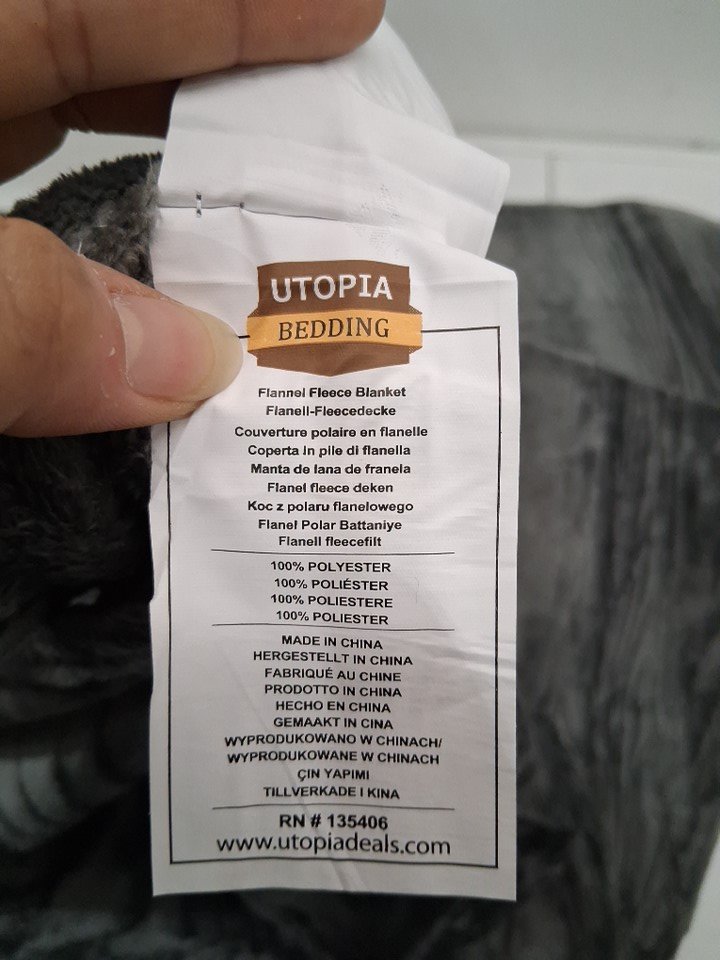 UTOPIA
BEDDING
Flannel Fleece Blanket
Flanell-Fleecedecke
Couverture polaire en flanelle
Coperta in pile di flanella
Manta de lana de franela
Flanel fleece deken
Koc z polaru flanelowego
Flanel Polar Battaniye
Flanell fleecefilt
100% POLYESTER
100% POLIÉSTER
100% POLIESTERE
100% POLIESTER
MADE IN CHINA
HERGESTELLT IN CHINA
FABRIQUÉ AU CHINE
PRODOTTO IN CHINA
HECHO EN CHINA
GEMAAKT IN CINA
WYPRODUKOWANO W CHINACH/
WYPRODUKOWANE W CHINACH
ÇIN YAPIMI
TILLVERKADE I KINA
RN # 135406
www.utopiadeals.com